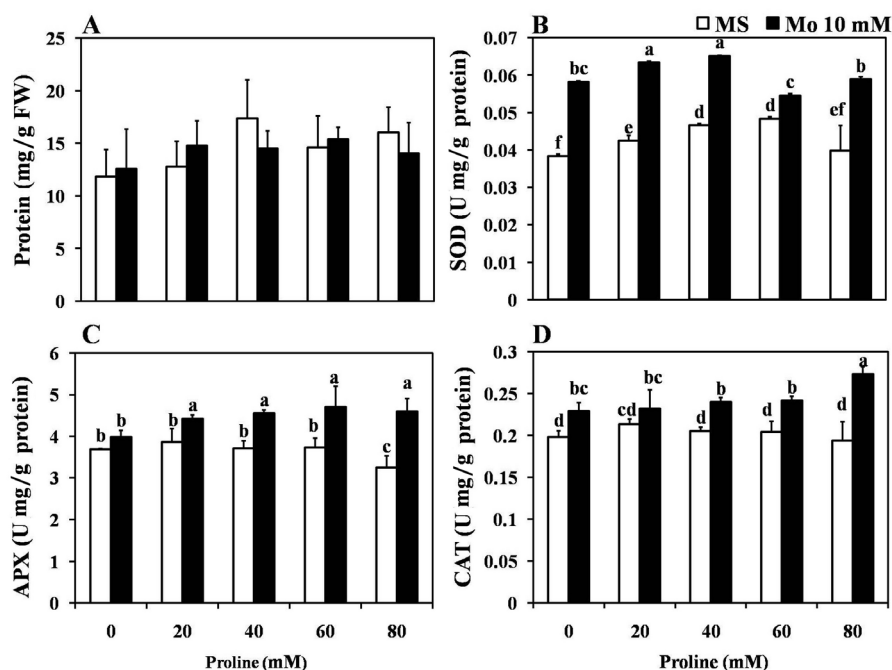 A
Protein (mg/g FW)
30
25
20
15
10
5
0
B
MS Mo 10 mM
SOD (U mg/g protein)
0.07
0.06
0.05
0.04
0.03
0.02
0.01
0
f bc e a d a d c ef b
C
APX (U mg/g protein)
6
5
4
3
2
1
0
b b b a b a b a c a
0 20 40 60 80
Proline (mM)
D
CAT (U mg/g protein)
0.3
0.25
0.2
0.15
0.1
0.05
0
d bc cd bc d b d b d a
0 20 40 60 80
Proline (mM)